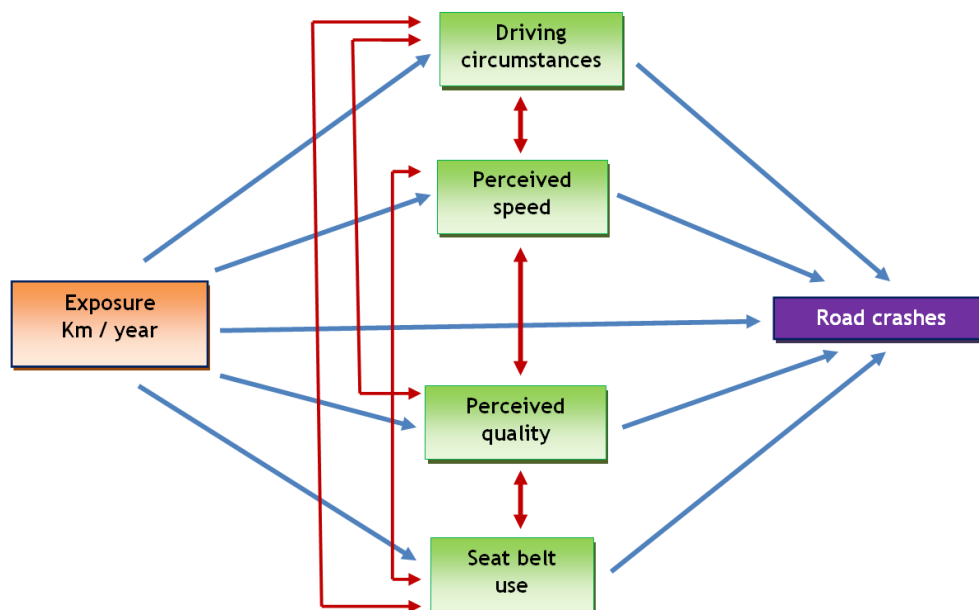 Driving
circumstances
Perceived
speed
Exposure
Km / year
Road crashes
Perceived
quality
Seat belt
use